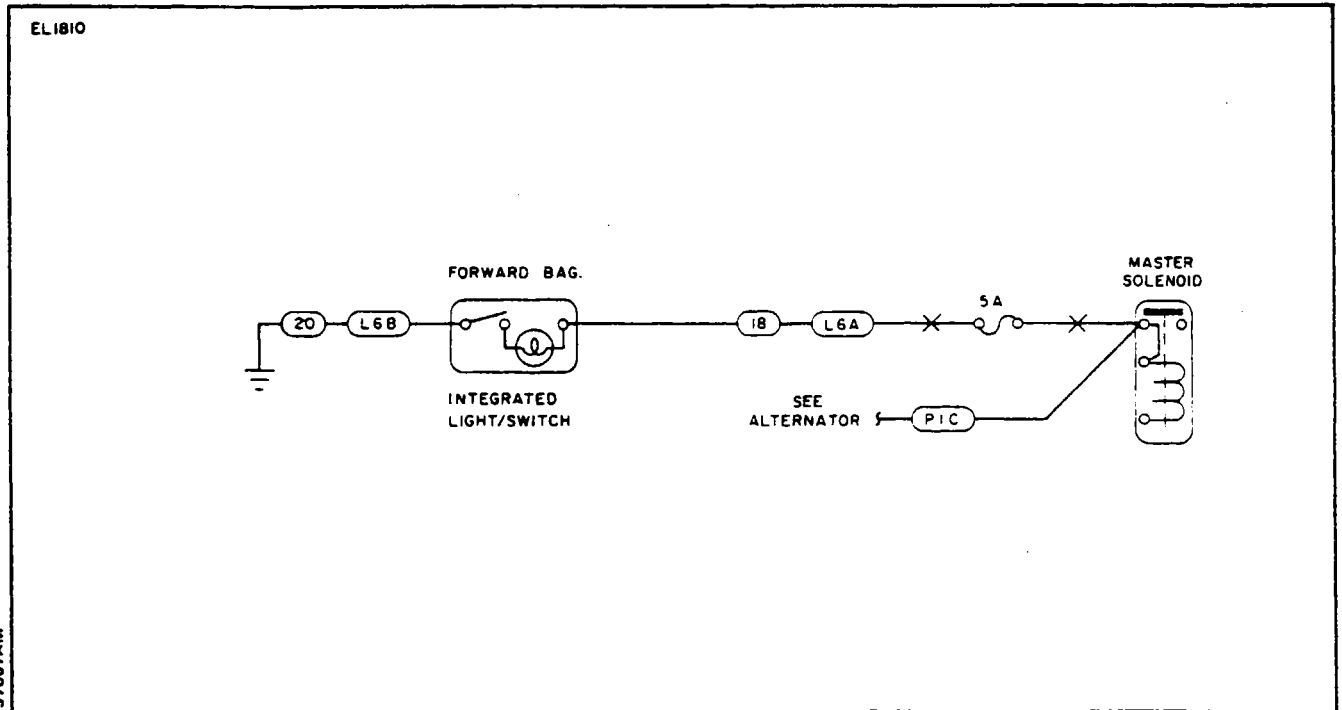 EL1810
FORWARD BAG.
MASTER
SOLENOID
5A
20
L6B
18
L6A
INTEGRATED
LIGHT/SWITCH
SEE
ALTERNATOR
P1C